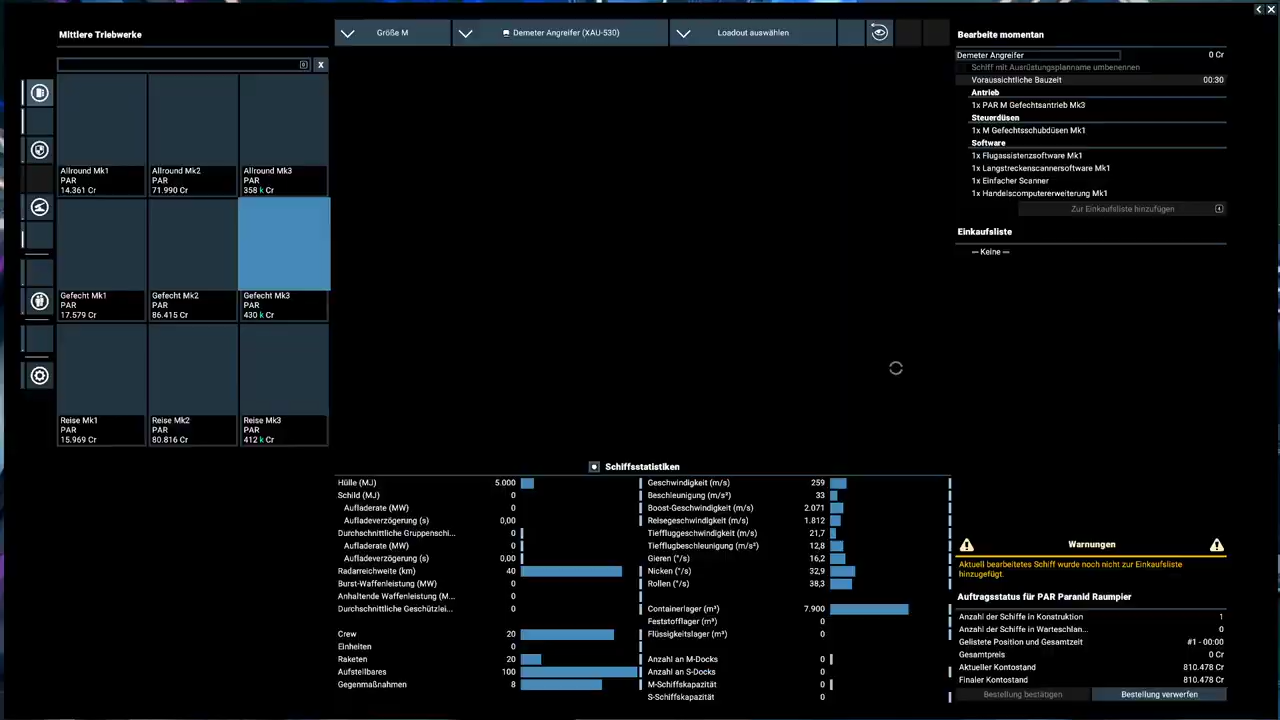 Mittlere Triebwerke
x
Allround Mk1
PAR
14.361 Cr
Allround Mk2
PAR
71.990 Cr
Allround Mk3
PAR
358 k Cr
Gefecht Mk1
PAR
17.579 Cr
Gefecht Mk2
PAR
86.415 Cr
Gefecht Mk3
PAR
430 k Cr
Reise Mk1
PAR
15.969 Cr
Reise Mk2
PAR
80.816 Cr
Reise Mk3
PAR
412 k Cr
Größe M
Demeter Angreifer (XAU-530)
Loadout auswählen
Schiffsstatistiken
Hülle (MJ) 5.000
Schild (MJ) 0
Aufladerate (MW) 0
Aufladeverzögerung (s) 0,00
Durchschnittliche Gruppenschi... 0
Aufladerate (MW) 0
Aufladeverzögerung (s) 0,00
Radarreichweite (km) 40
Burst-Waffenleistung (MW) 0
Anhaltende Waffenleistung (M... 0
Durchschnittliche Geschützlei... 0
Crew 20
Einheiten 0
Raketen 20
Aufstellbares 100
Gegenmaßnahmen 8
Geschwindigkeit (m/s) 259
Beschleunigung (m/s²) 33
Boost-Geschwindigkeit (m/s) 2.071
Reisegeschwindigkeit (m/s) 1.812
Tieffluggeschwindigkeit (m/s) 21,7
Tiefflugbeschleunigung (m/s²) 12,8
Gieren (°/s) 16,2
Nicken (°/s) 32,9
Rollen (°/s) 38,3
Containerlager (m³) 7.900
Feststofflager (m³) 0
Flüssigkeitslager (m³) 0
Anzahl an M-Docks 0
Anzahl an S-Docks 0
M-Schiffskapazität 0
S-Schiffskapazität 0
Bearbeite momentan
Demeter Angreifer 0 Cr
Schiff mit Ausrüstungsplanname umbenennen
Voraussichtliche Bauzeit 00:30
Antrieb
1x PAR M Gefechtsantrieb Mk3
Steuerdüsen
1x M Gefechtsschubdüsen Mk1
Software
1x Flugassistenzsoftware Mk1
1x Langstreckenscannersoftware Mk1
1x Einfacher Scanner
1x Handelscomputererweiterung Mk1
Zur Einkaufsliste hinzufügen
Einkaufsliste
— Keine —
Warnungen
Aktuell bearbeitetes Schiff wurde noch nicht zur Einkaufsliste
hinzugefügt.
Auftragsstatus für PAR Paranid Raumpier
Anzahl der Schiffe in Konstruktion 1
Anzahl der Schiffe in Warteschlan... 0
Gelistete Position und Gesamtzeit #1 - 00:00
Gesamtpreis 0 Cr
Aktueller Kontostand 810.478 Cr
Finaler Kontostand 810.478 Cr
Bestellung bestätigen
Bestellung verwerfen